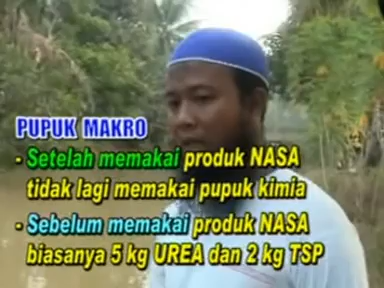 PUPUK MAKRO
- Setelah memakai produk NASA
tidak lagi memakai pupuk kimia
- Sebelum memakai produk NASA
biasanya 5 kg UREA dan 2 kg TSP